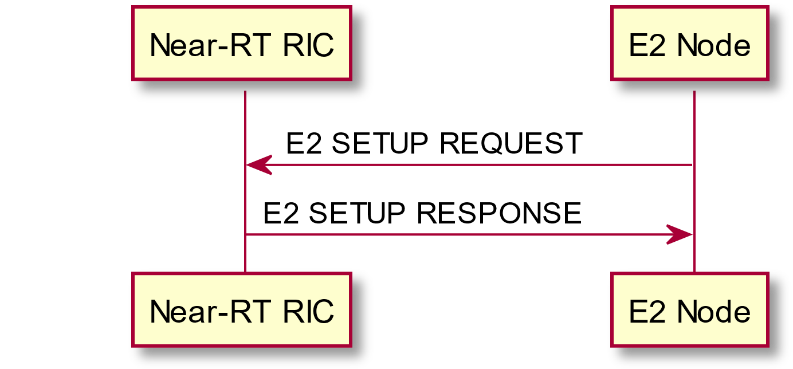 Near-RT RIC
E2 Node
E2 SETUP REQUEST
E2 SETUP RESPONSE
Near-RT RIC
E2 Node